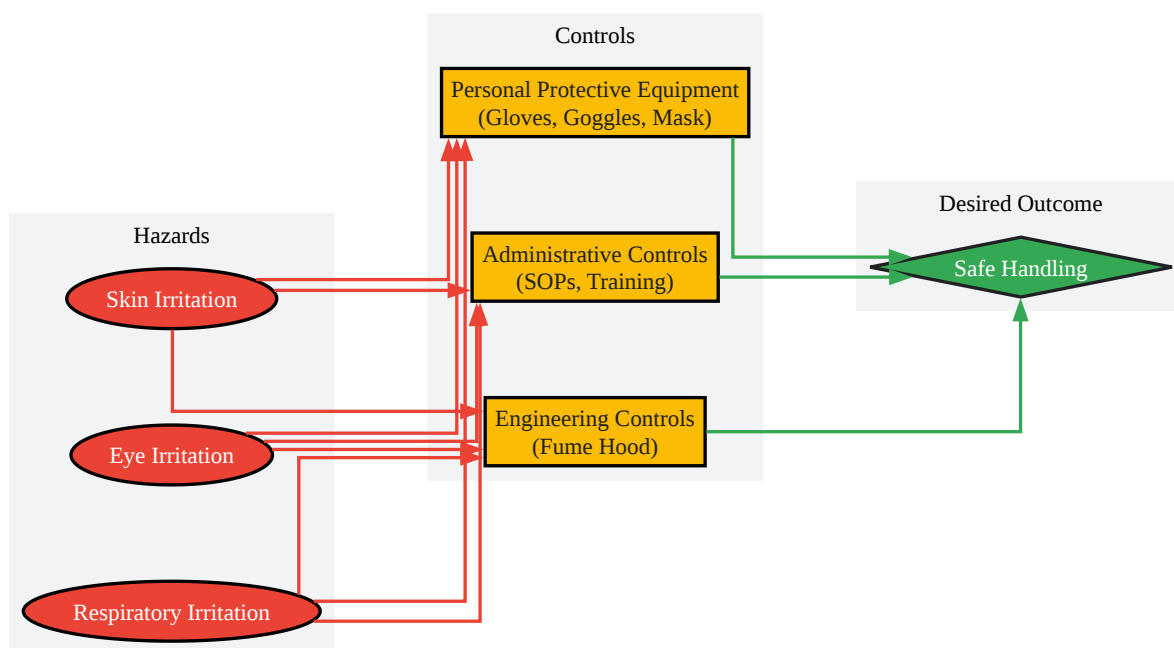 Controls
Personal Protective Equipment
(Gloves, Goggles, Mask)
Desired Outcome
Hazards
Administrative Controls
(SOPs, Training)
Safe Handling
Skin Irritation
Engineering Controls
(Fume Hood)
Eye Irritation
Respiratory Irritation